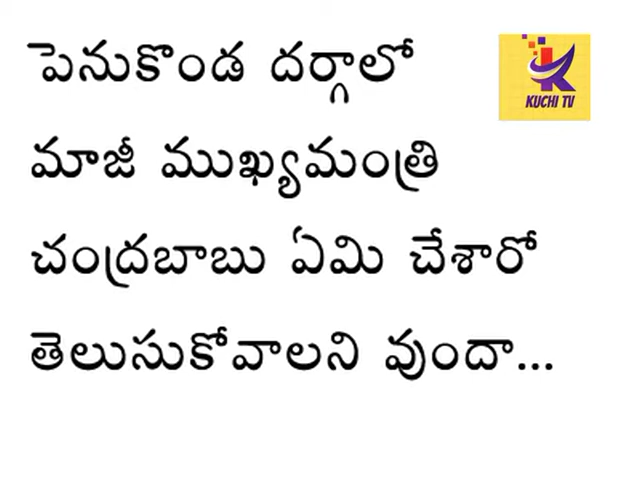 పెనుకొండ దర్గాలో
KUCHI TV
మాజీ ముఖ్యమంత్రి
చంద్రబాబు ఏమి చేశారో
తెలుసుకోవాలని వుందా...